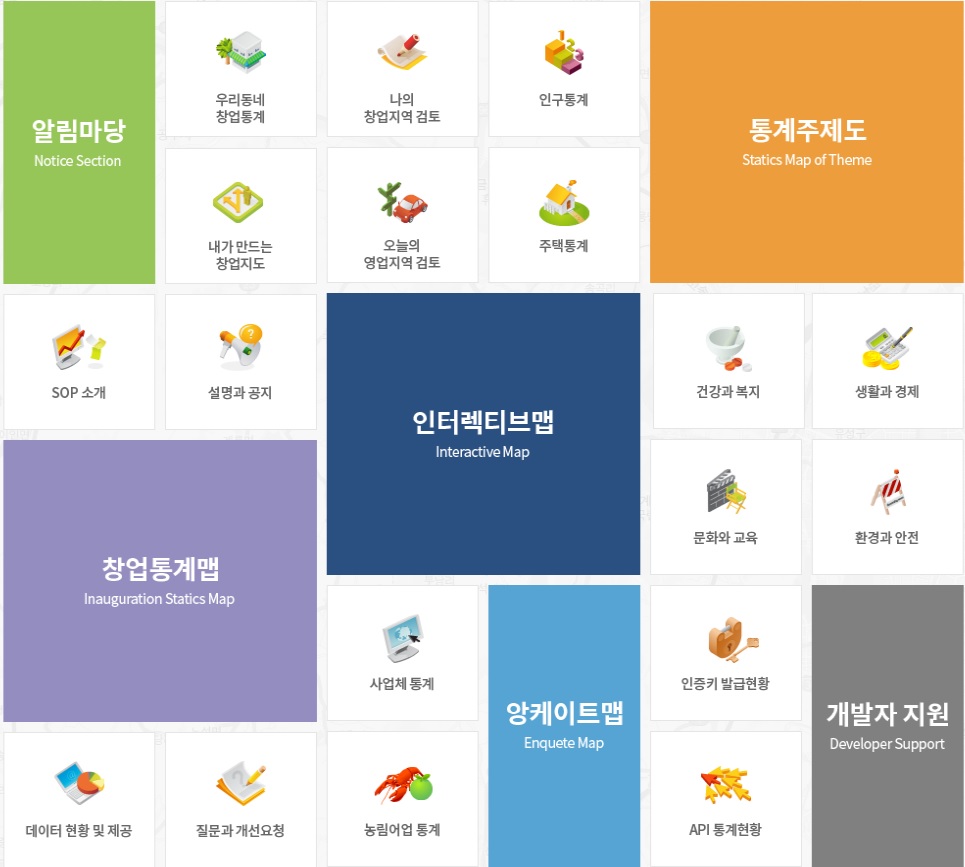 알림마당
Notice Section
우리동네
창업통계
나의
창업지역 검토
인구통계
통계주제도
Statics Map of Theme
내가 만드는
창업지도
오늘의
영업지역 검토
주택통계
SOP 소개
설명과 공지
인터렉티브맵
Interactive Map
건강과 복지
생활과 경제
창업통계맵
Inauguration Statics Map
문화와 교육
환경과 안전
사업체 통계
앙케이트맵
Enquete Map
인증키 발급현황
개발자 지원
Developer Support
데이터 현황 및 제공
질문과 개선요청
농림어업 통계
API 통계현황